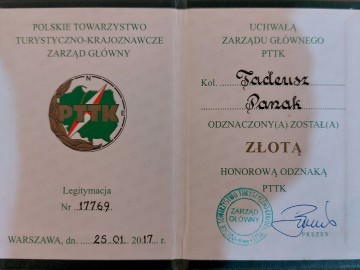 POLSKIE TOWARZYSTWO
TURYSTYCZNO-KRAJOZNAWCZE
ZARZĄD GŁÓWNY
N
PTTK
Legitymacja
Nr 17769
WARSZAWA, dn. 25.01.2017 r.
UCHWAŁĄ
ZARZĄDU GŁÓWNEGO
PTTK
Kol. Tadeusz
Panak
ODZNACZONY(A) ZOSTAŁ(A)
ZŁOTĄ
HONOROWĄ ODZNAKĄ
PTTK
ZARZĄD
GŁÓWNY
PREZES